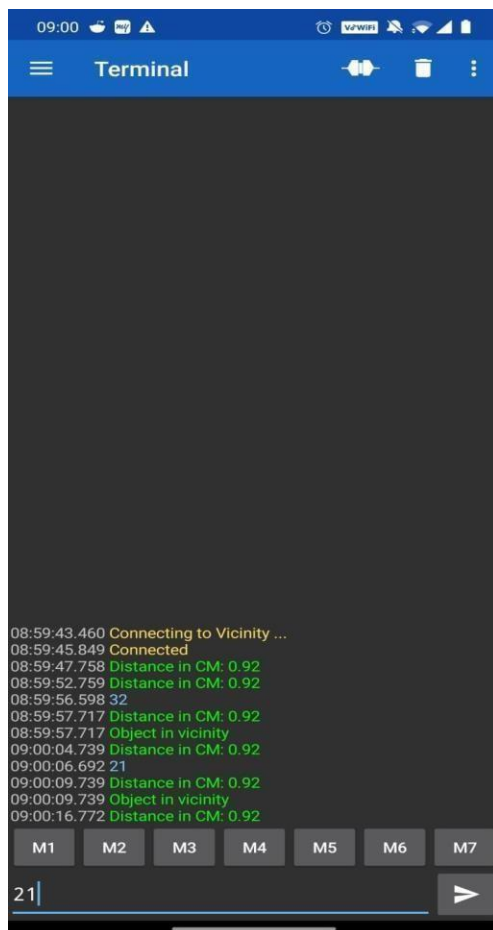 09:00
VoWiFi
Terminal
08:59:43.460 Connecting to Vicinity ...
08:59:45.849 Connected
08:59:47.758 Distance in CM: 0.92
08:59:52.759 Distance in CM: 0.92
08:59:56.598 32
08:59:57.717 Distance in CM: 0.92
08:59:57.717 Object in vicinity
09:00:04.739 Distance in CM: 0.92
09:00:06.692 21
09:00:09.739 Distance in CM: 0.92
09:00:09.739 Object in vicinity
09:00:16.772 Distance in CM: 0.92
M1 M2 M3 M4 M5 M6 M7
21